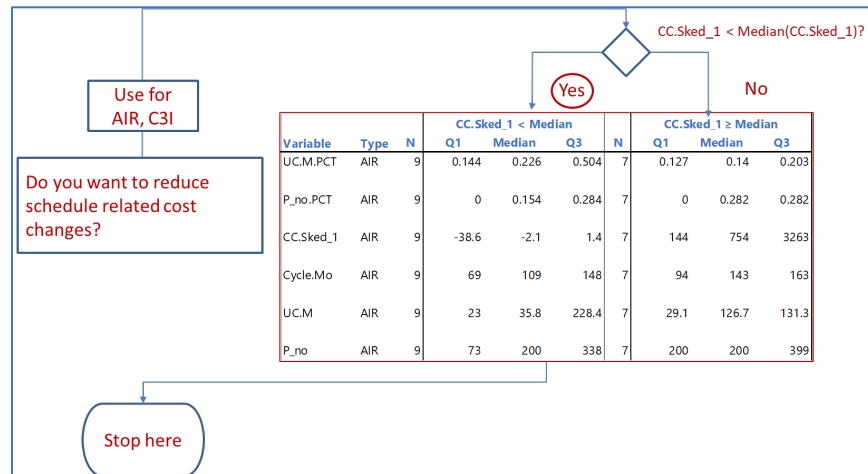 CC.Sked_1 < Median(CC.Sked_1)?
Yes
No
Use for
AIR, C3I
Do you want to reduce
schedule related cost
changes?
CC.Sked_1 < Median CC.Sked_1 ≥ Median
Variable Type N Q1 Median Q3 N Q1 Median Q3
UC.M.PCT AIR 9 0.144 0.226 0.504 7 0.127 0.14 0.203
P_no.PCT AIR 9 0 0.154 0.284 7 0 0.282 0.282
CC.Sked_1 AIR 9 -38.6 -2.1 1.4 7 144 754 3263
Cycle.Mo AIR 9 69 109 148 7 94 143 163
UC.M AIR 9 23 35.8 228.4 7 29.1 126.7 131.3
P_no AIR 9 73 200 338 7 200 200 399
Stop here